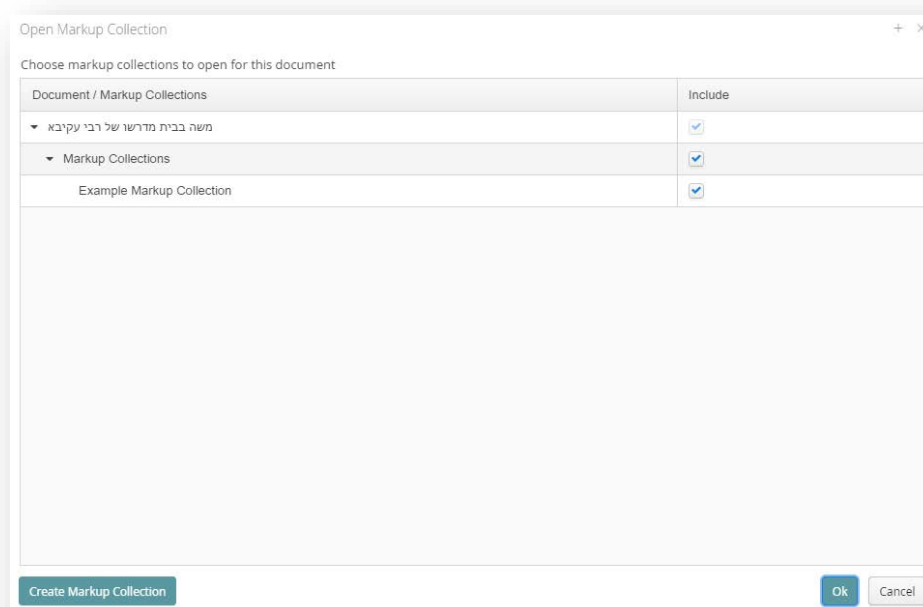 Open Markup Collection
Choose markup collections to open for this document
Document / Markup Collections Include
משה בבית מדרשו של רבי עקיבא
Markup Collections
Example Markup Collection
Create Markup Collection Ok Cancel